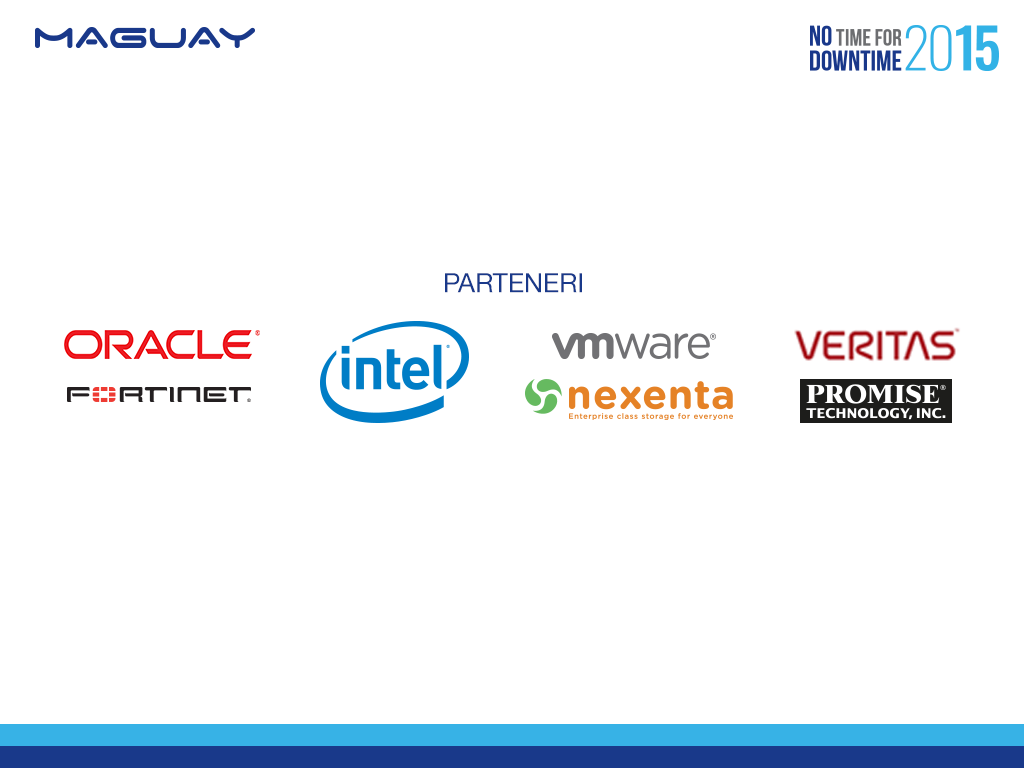 MAGUAY
NO TIME FOR
DOWNTIME 2015
PARTENERI
ORACLE®
FORTINET®
intel®
vmware®
nexenta
Enterprise class storage for everyone
VERITAS™
PROMISE®
TECHNOLOGY, INC.